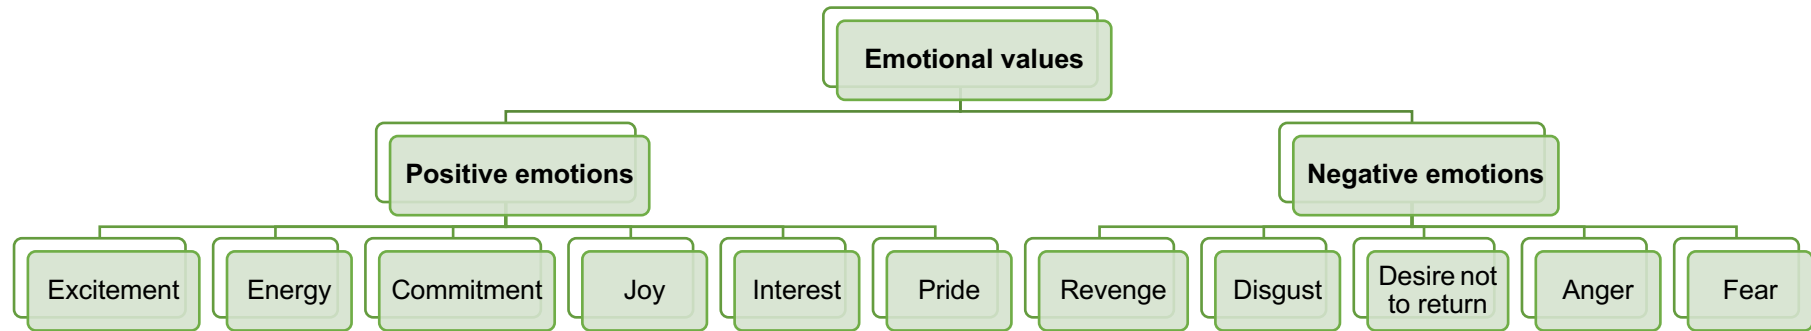 Emotional values
Positive emotions
Negative emotions
Excitement
Energy
Commitment
Joy
Interest
Pride
Revenge
Disgust
Desire not
to return
Anger
Fear